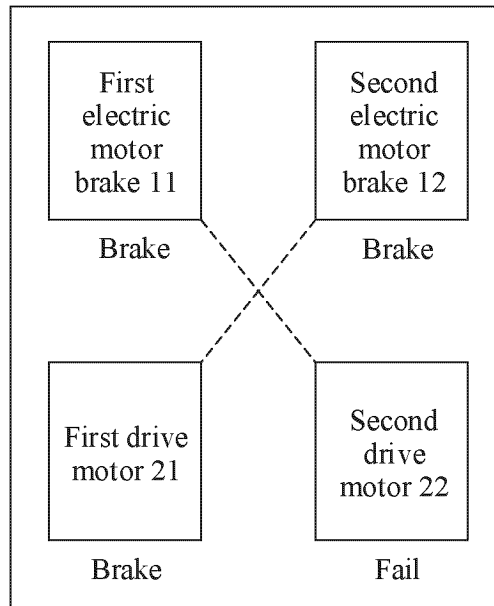 First
electric
motor
brake 11
Second
electric
motor
brake 12
Brake
Brake
First drive
motor 21
Second
drive
motor 22
Brake
Fail